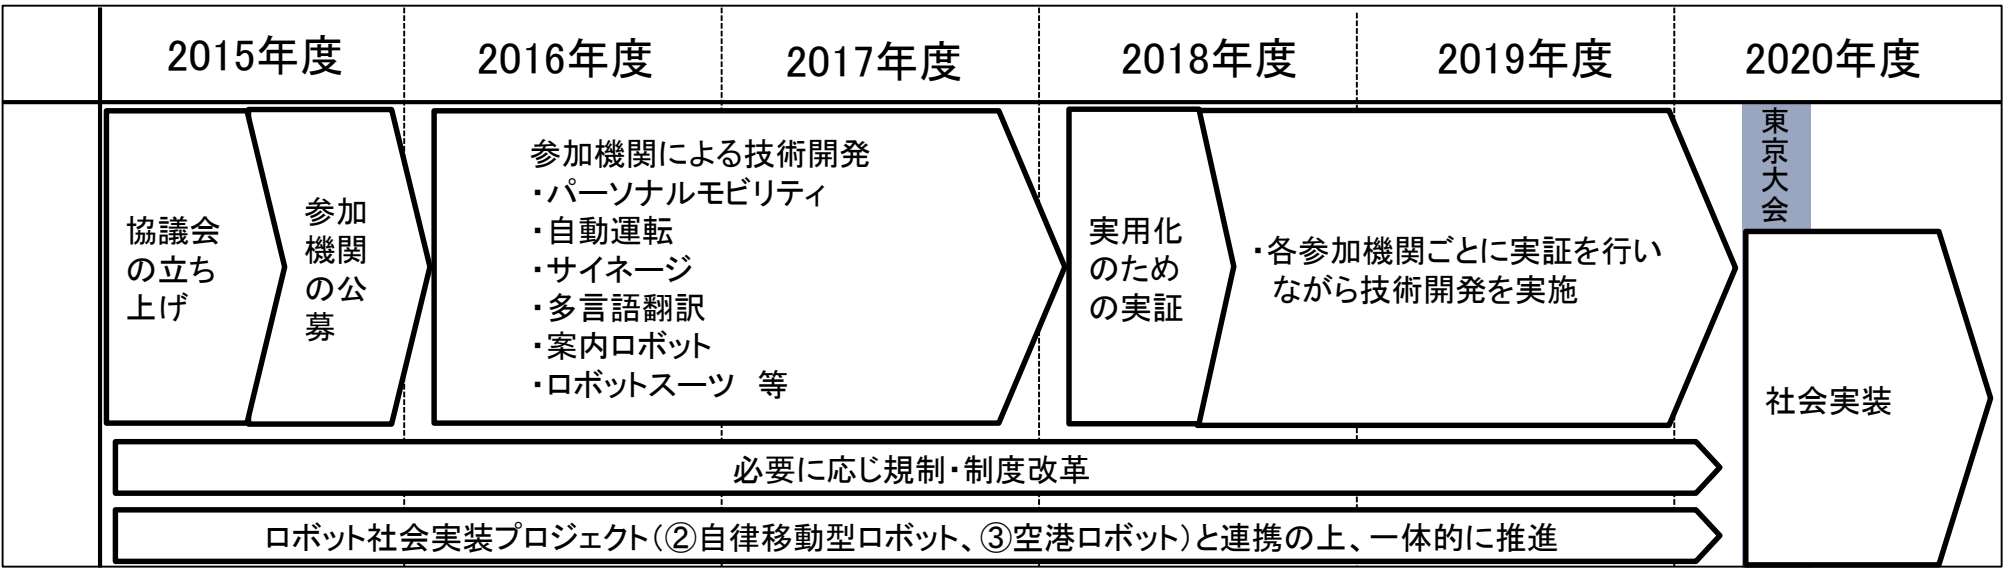 2015年度
2016年度
2017年度
2018年度
2019年度
2020年度
協議会
の立ち
上げ
参加
機関
の公
募
参加機関による技術開発
・パーソナルモビリティ
・自動運転
・サイネージ
・多言語翻訳
・案内ロボット
・ロボットスーツ　等
実用化
のため
の実証
・各参加機関ごとに実証を行い
ながら技術開発を実施
東京大会
社会実装
必要に応じ規制・制度改革
ロボット社会実装プロジェクト（②自律移動型ロボット、③空港ロボット）と連携の上、一体的に推進